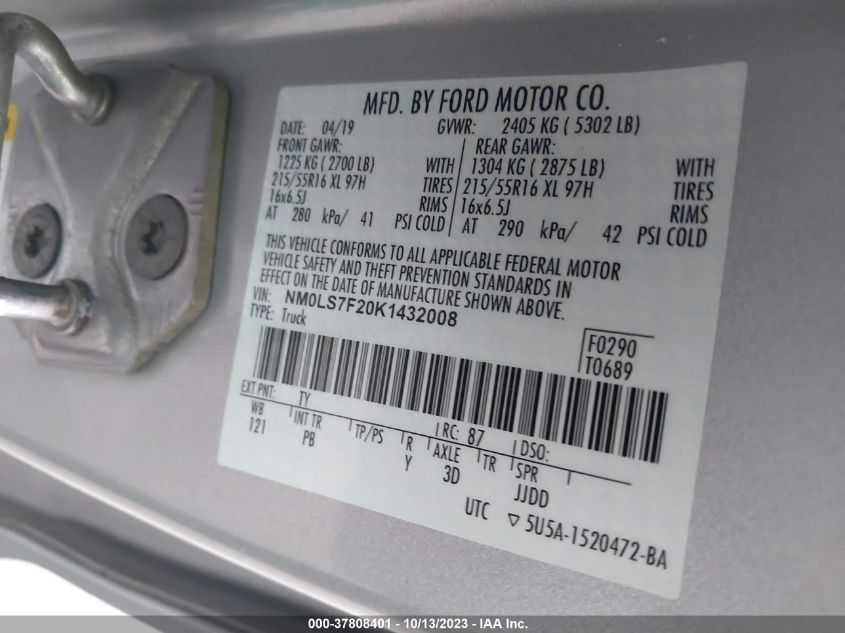 MFD. BY FORD MOTOR CO.
DATE: 04/19 GVWR: 2405 KG ( 5302 LB)
FRONT GAWR: REAR GAWR:
1225 KG ( 2700 LB) WITH 1304 KG ( 2875 LB) WITH
215/55R16 XL 97H TIRES 215/55R16 XL 97H TIRES
16x6.5J RIMS 16x6.5J RIMS
AT 280 kPa/ 41 PSI COLD AT 290 kPa/ 42 PSI COLD
THIS VEHICLE CONFORMS TO ALL APPLICABLE FEDERAL MOTOR
VEHICLE SAFETY AND THEFT PREVENTION STANDARDS IN
EFFECT ON THE DATE OF MANUFACTURE SHOWN ABOVE.
VIN: NM0LS7F20K1432008
TYPE: Truck
F0290
T0689
EXT PNT: TY RC: 87 DSO:
WB INT TR TP/PS R AXLE TR SPR
121 PB Y 3D JJDD
UTC ▽ 5U5A-1520472-BA
000-37808401 - 10/13/2023 - IAA Inc.